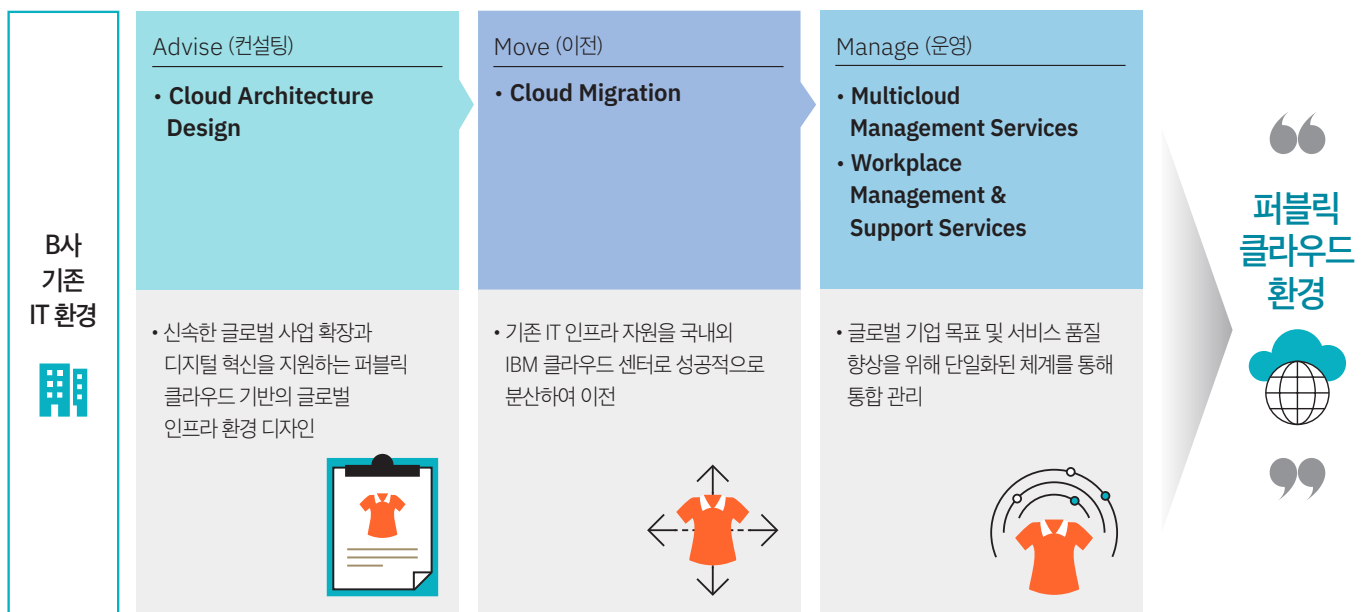 B사
기존
IT 환경
Advise (컨설팅)
• Cloud Architecture
Design
• 신속한 글로벌 사업 확장과
디지털 혁신을 지원하는 퍼블릭
클라우드 기반의 글로벌
인프라 환경 디자인
Move (이전)
• Cloud Migration
• 기존 IT 인프라 자원을 국내외
IBM 클라우드 센터로 성공적으로
분산하여 이전
Manage (운영)
• Multicloud
Management Services
• Workplace
Management &
Support Services
• 글로벌 기업 목표 및 서비스 품질
향상을 위해 단일화된 체계를 통해
통합 관리
“
퍼블릭
클라우드
환경
”